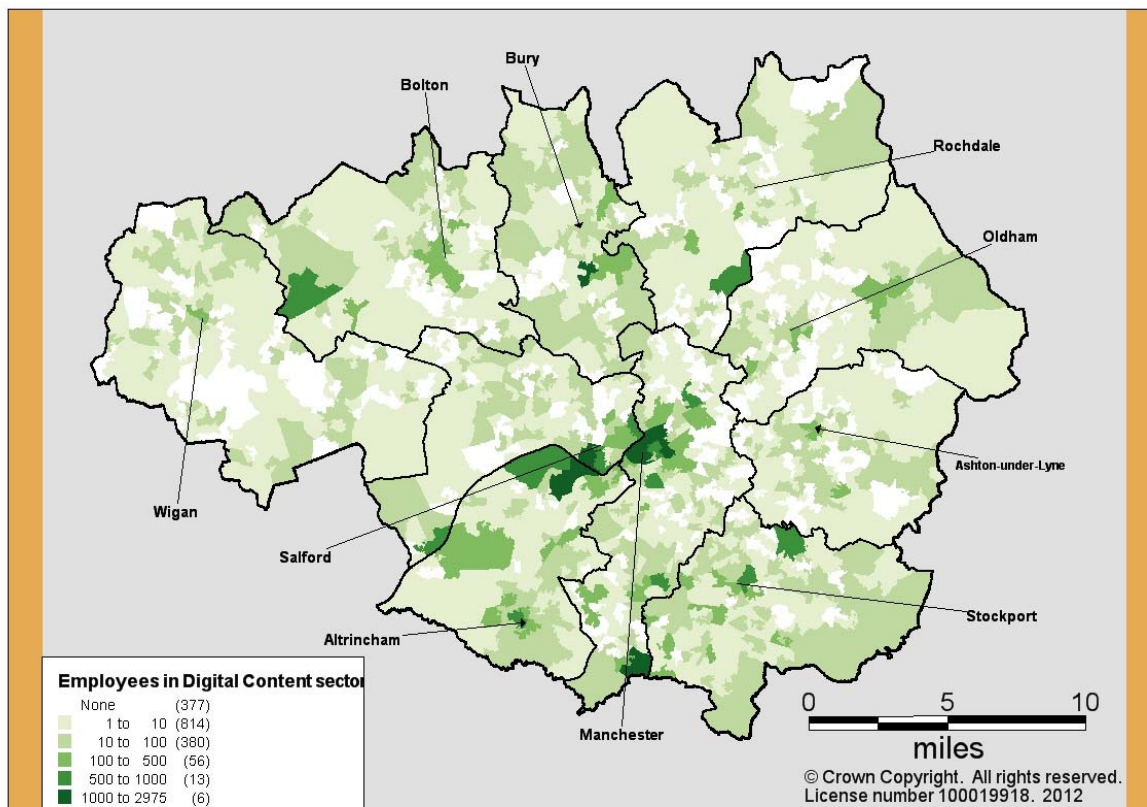 Bury
Bolton
Rochdale
Oldham
Ashton-under-Lyne
Wigan
Salford
Stockport
Altrincham
Manchester
Employees in Digital Content sector
None (377)
1 to 10 (814)
10 to 100 (380)
100 to 500 (56)
500 to 1000 (13)
1000 to 2975 (6)
0 5 10
miles
© Crown Copyright. All rights reserved.
License number 100019918. 2012